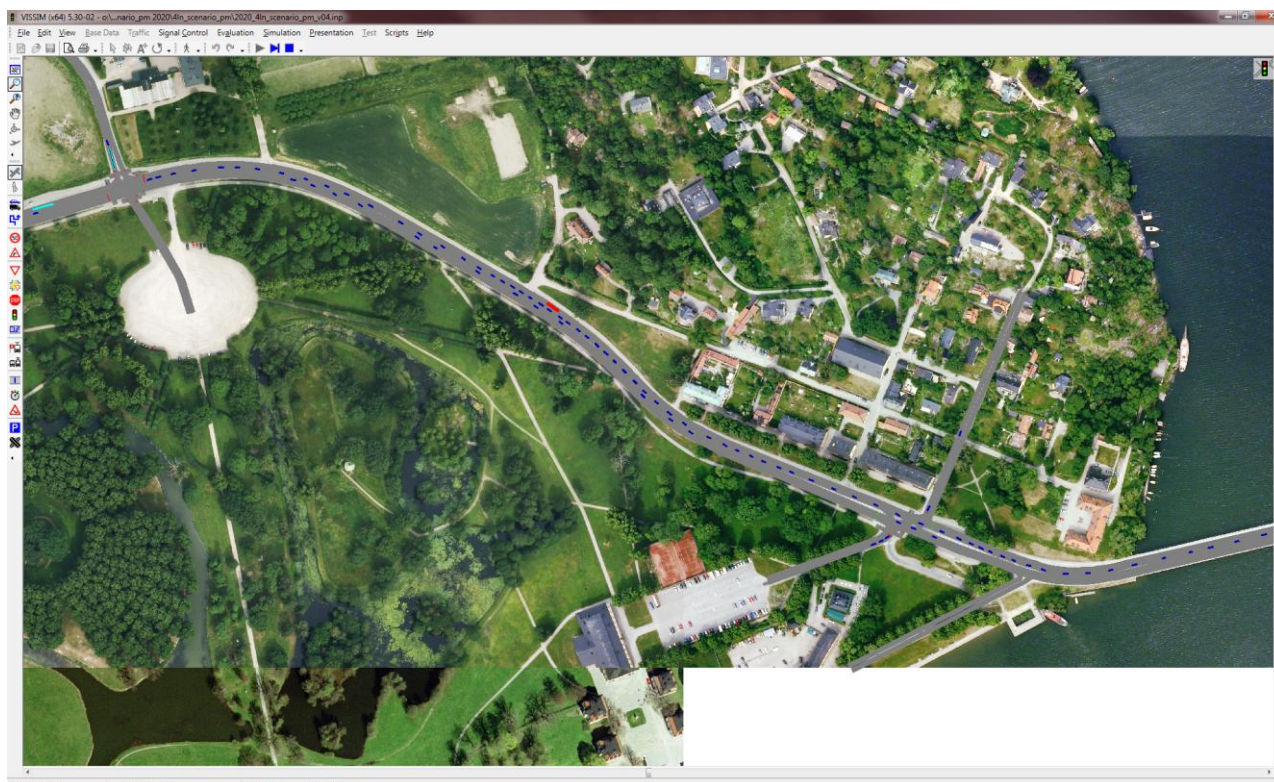 VISSIM (x64) 5.30-02 - o:\...nario_pm 2020\4ln_scenario_pm\2020_4ln_scenario_pm_v04.inp
File Edit View Base Data Traffic Signal Control Evaluation Simulation Presentation Test Scripts Help